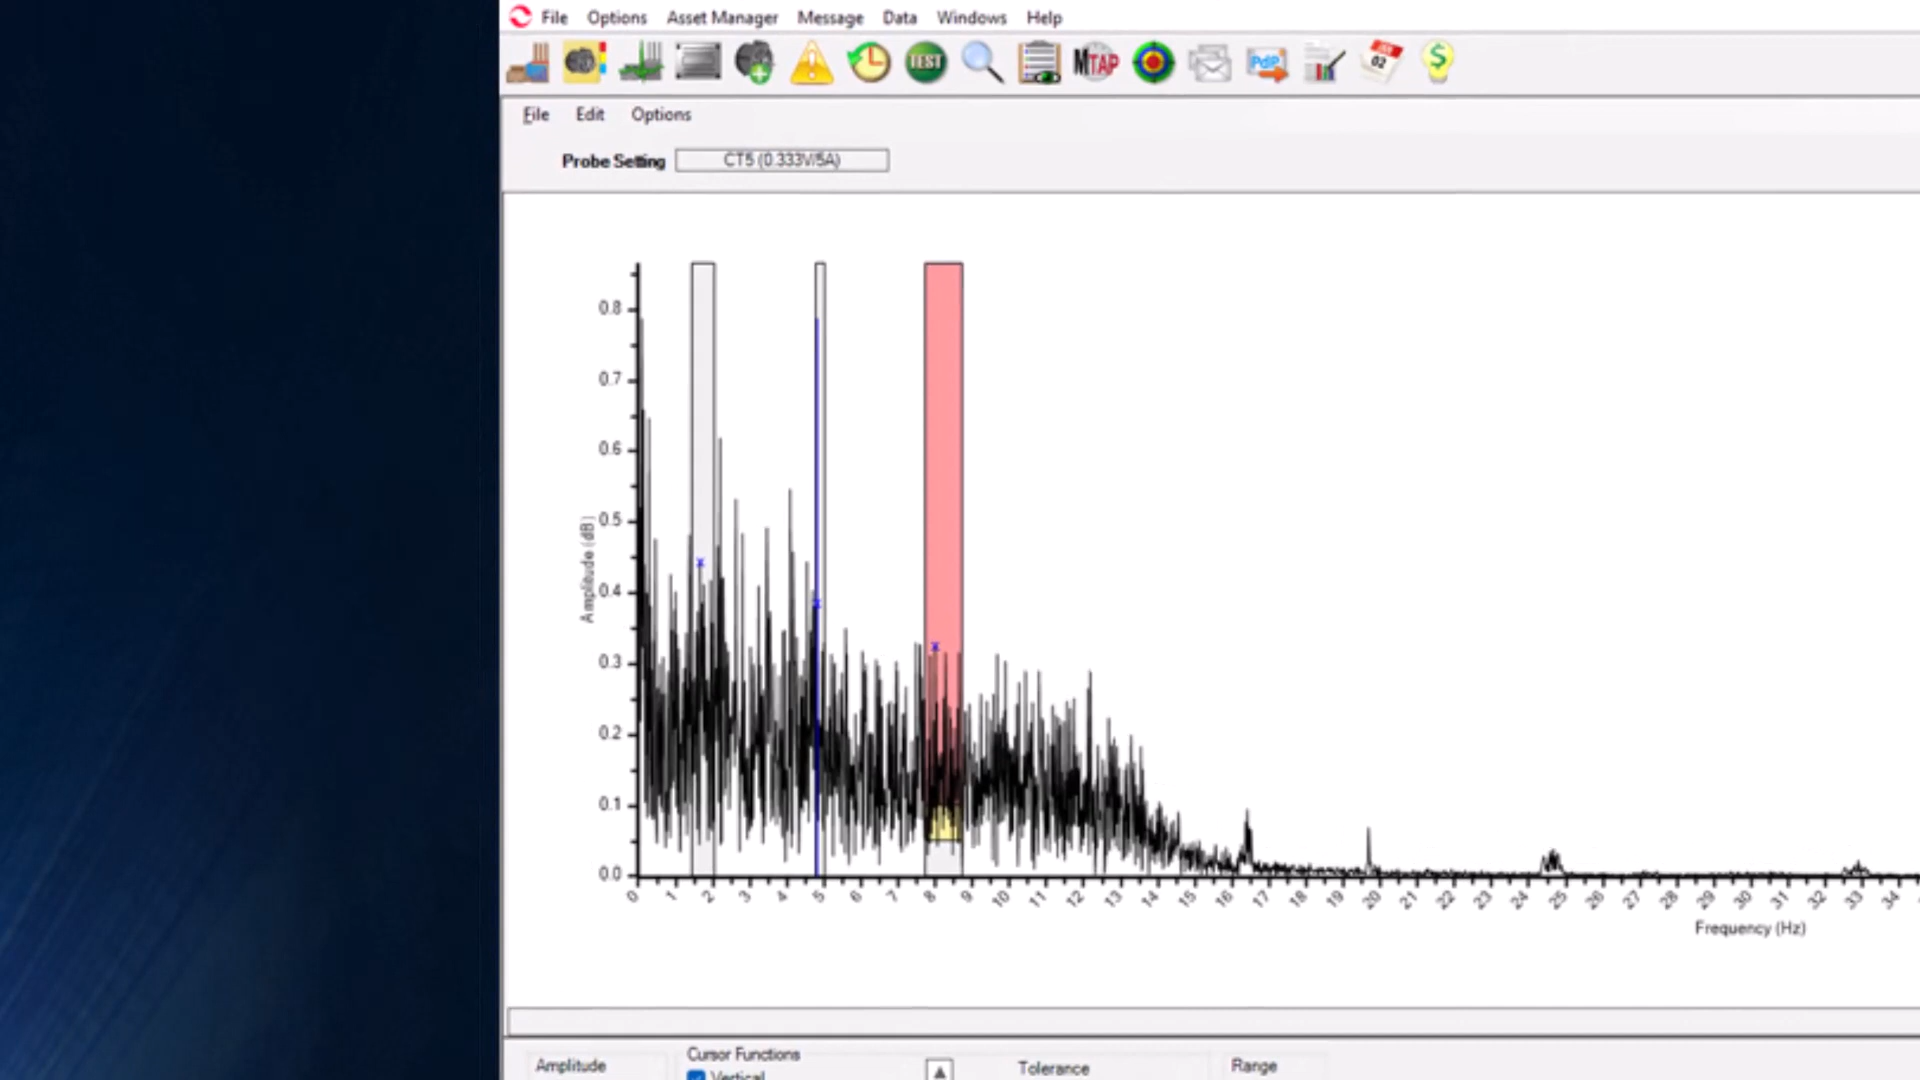 File Options Asset Manager Message Data Windows Help
TEST MTAP PdP JAN 02 $
File Edit Options
Probe Setting CT5 (0.333V/5A)
0.8
0.7
0.6
0.5
0.4
0.3
0.2
0.1
0.0
Amplitude (dB)
0 1 2 3 4 5 6 7 8 9 10 11 12 13 14 15 16 17 18 19 20 21 22 23 24 25 26 27 28 29 30 31 32 33 34
Frequency (Hz)
Amplitude Cursor Functions Tolerance Range
Vertical